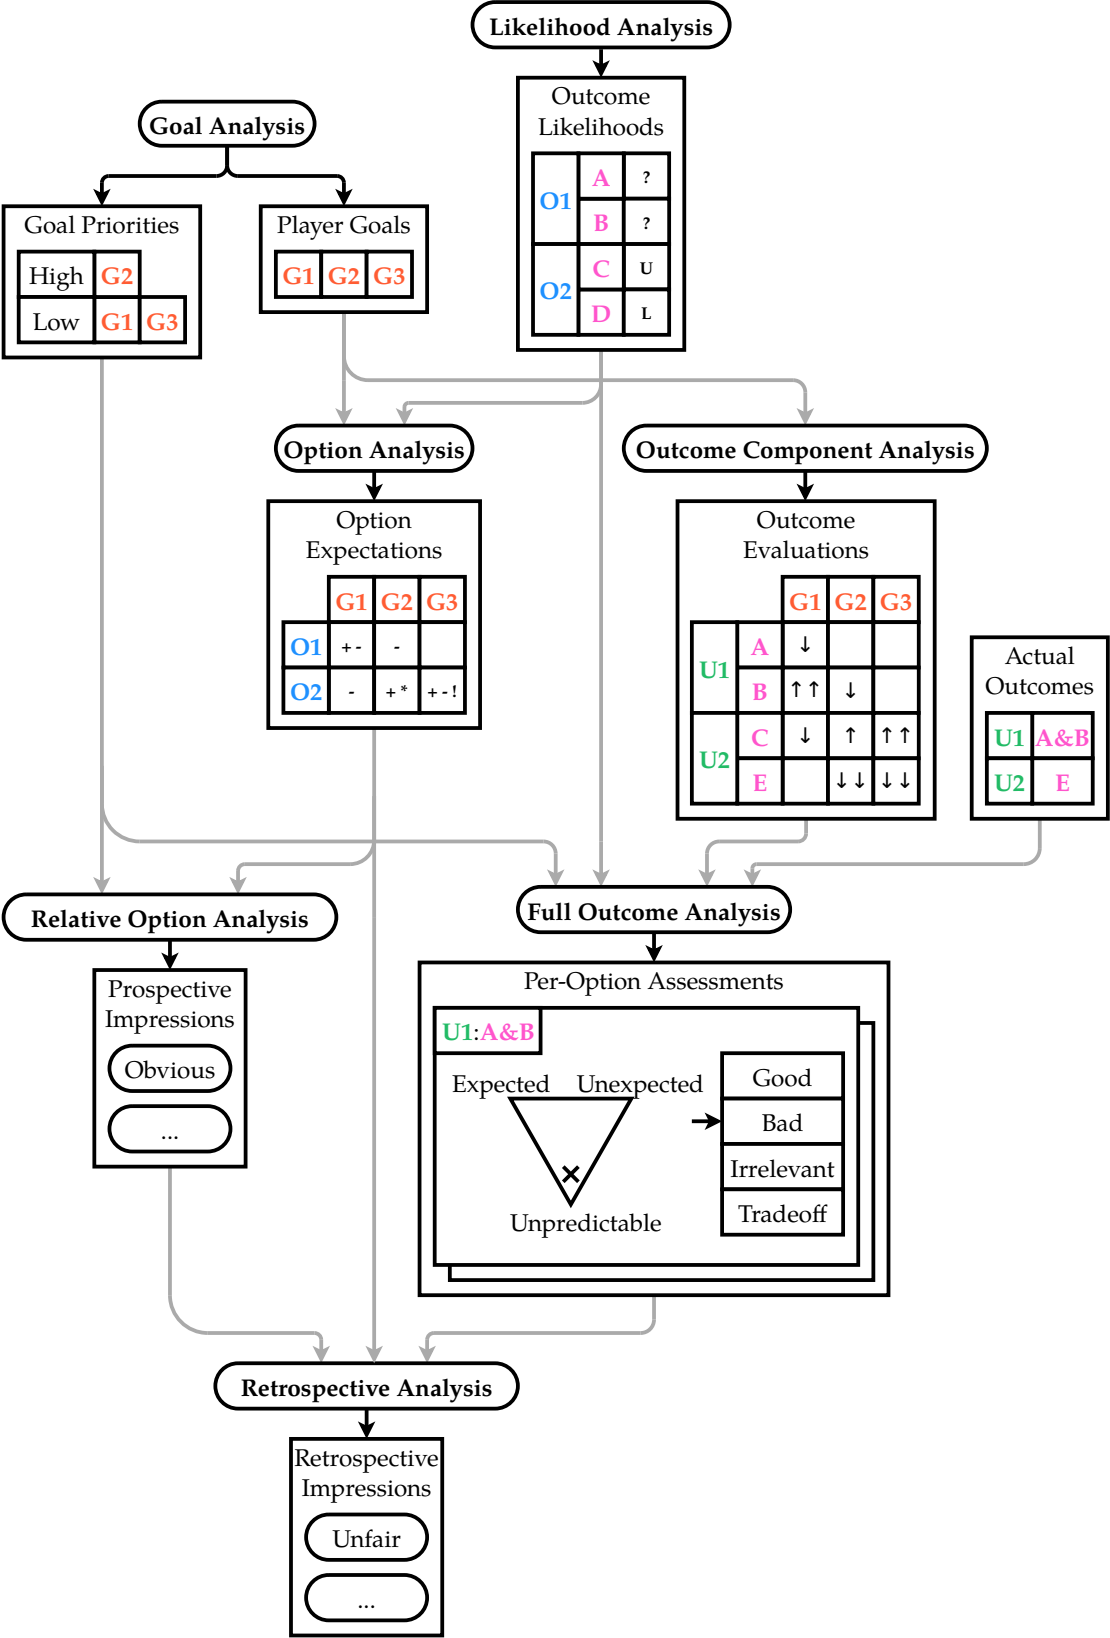 Likelihood Analysis
Outcome
Likelihoods
O1 A ?
B ?
O2 C U
D L
Goal Analysis
Goal Priorities
High G2
Low G1 G3
Player Goals
G1 G2 G3
Option Analysis
Option
Expectations
G1 G2 G3
O1 + - -
O2 - + * + - !
Outcome Component Analysis
Outcome
Evaluations
G1 G2 G3
U1 A ↓
B ↑↑ ↓
U2 C ↓ ↑ ↑↑
E ↓↓ ↓↓
Actual
Outcomes
U1 A&B
U2 E
Relative Option Analysis
Prospective
Impressions
Obvious
...
Full Outcome Analysis
Per-Option Assessments
U1:A&B
Expected Unexpected
Unpredictable
Good
Bad
Irrelevant
Tradeoff
Retrospective Analysis
Retrospective
Impressions
Unfair
...